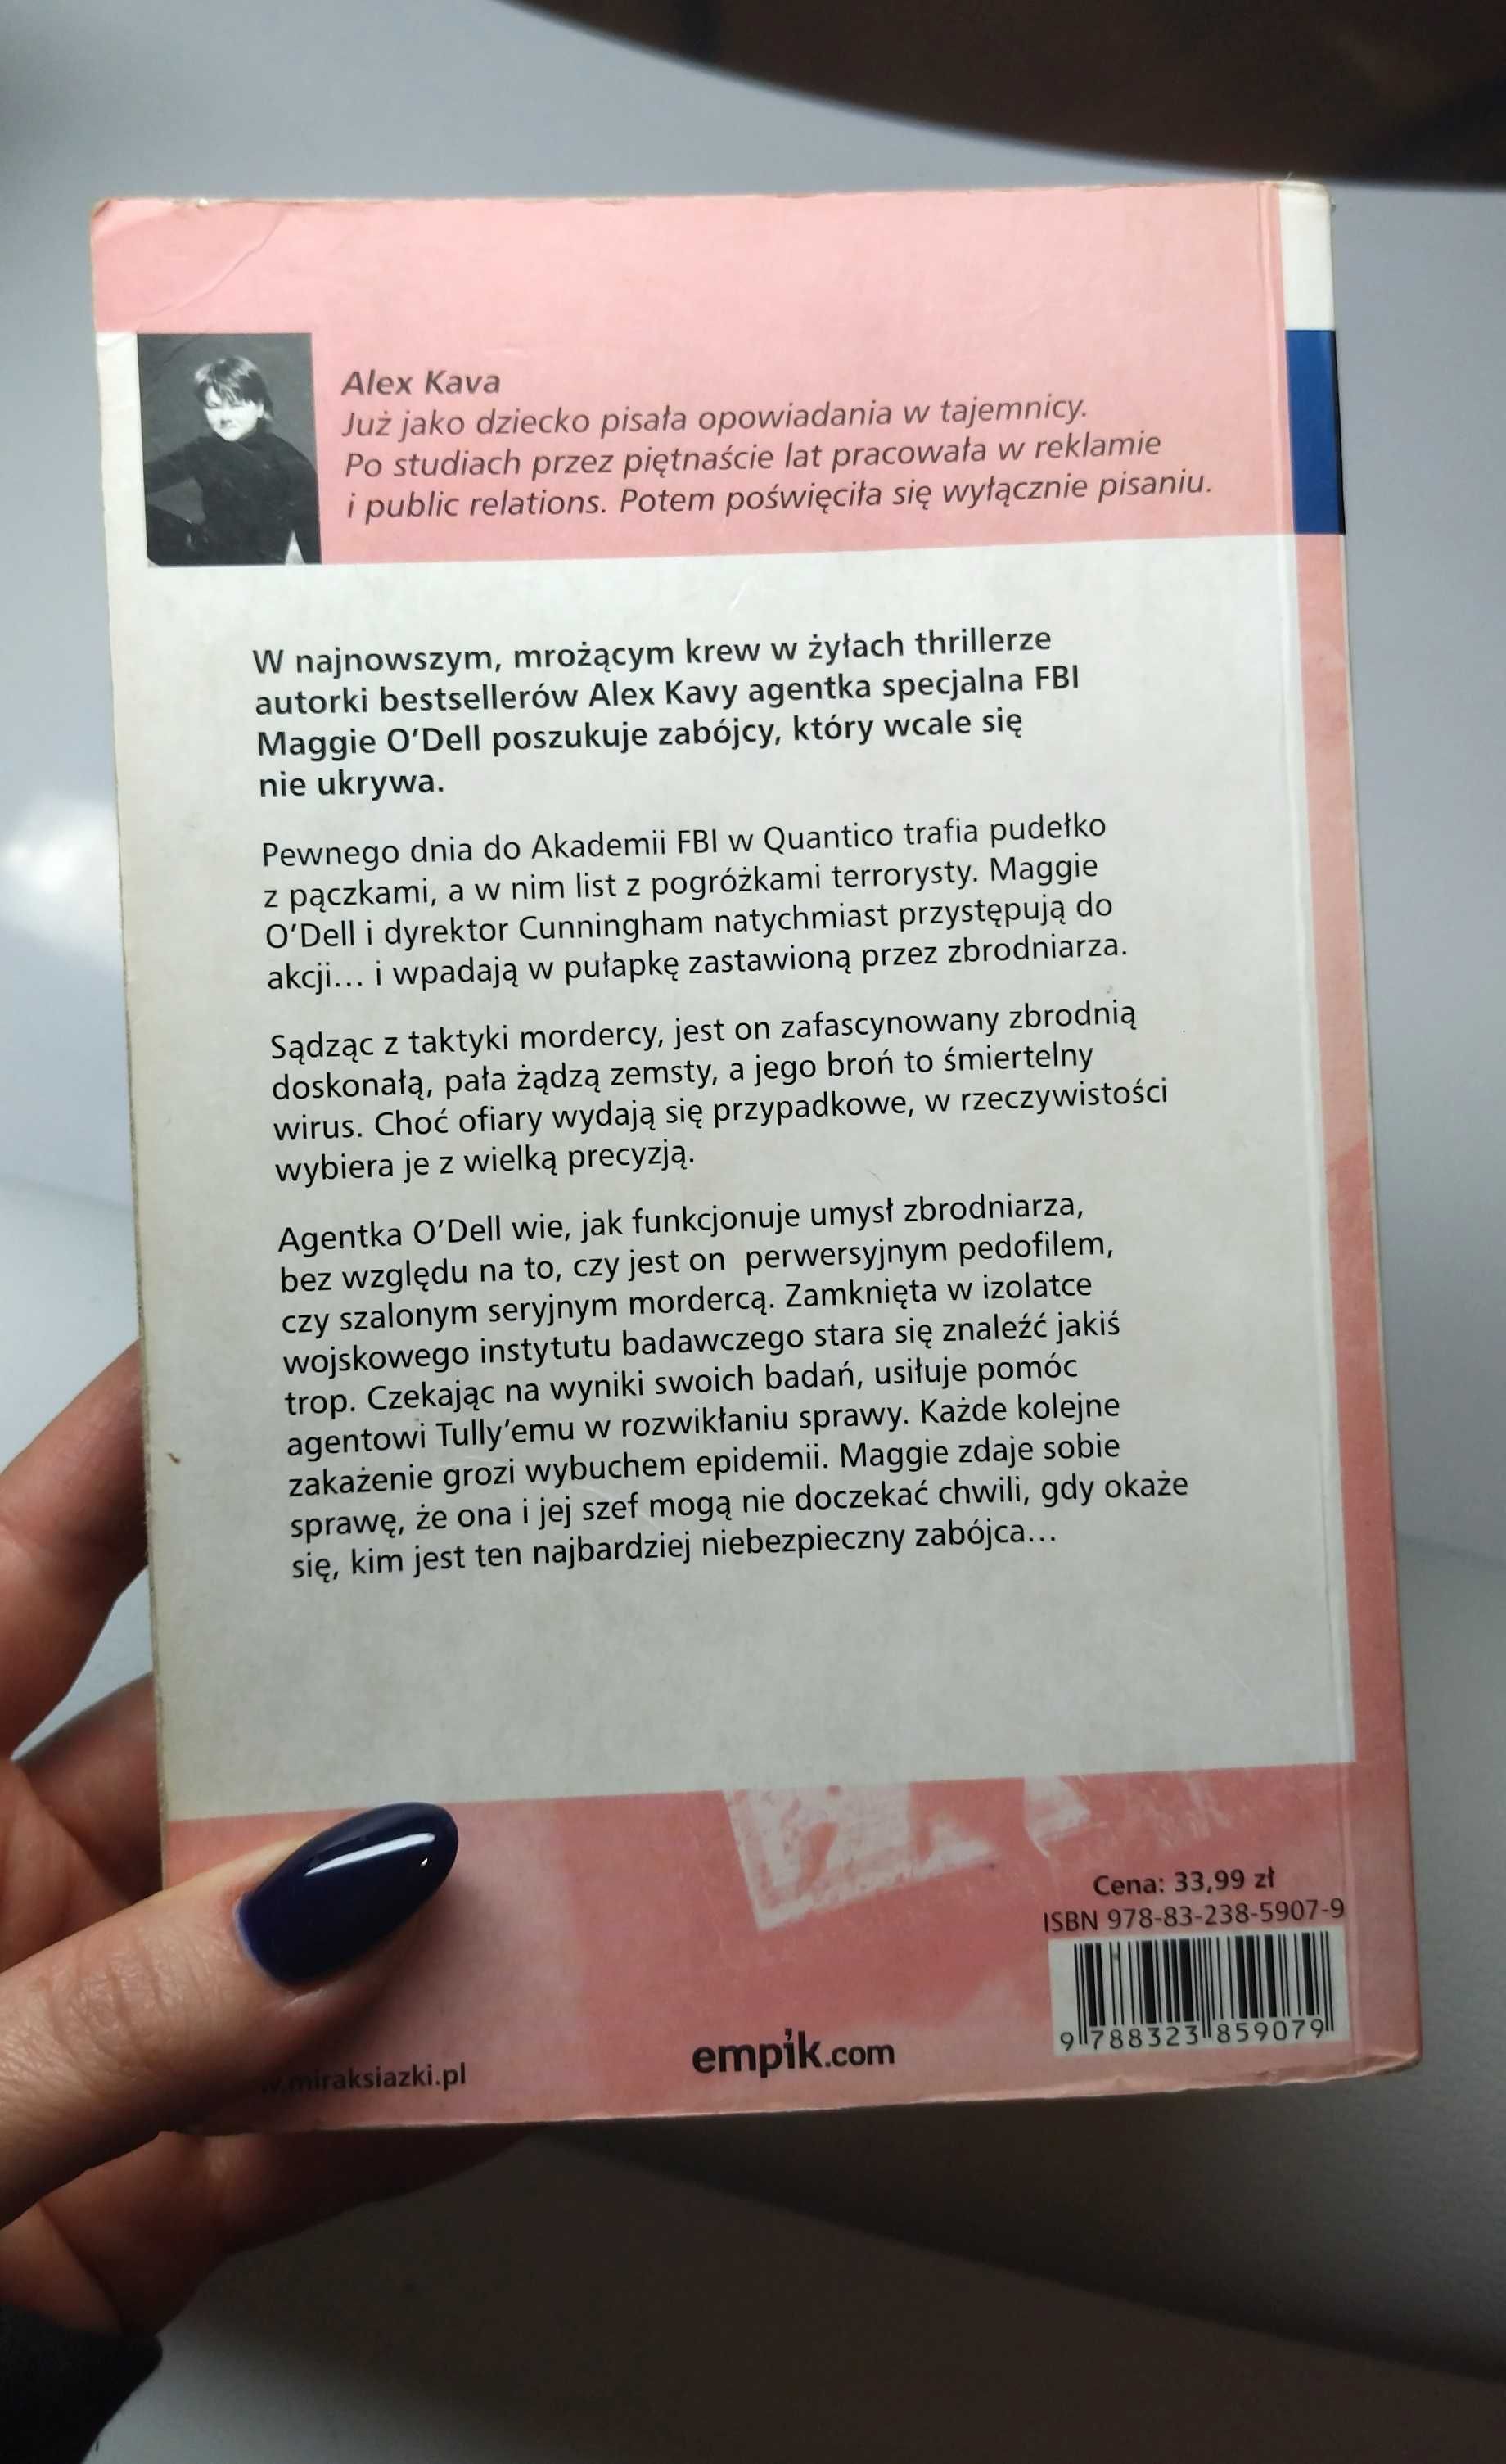 Alex Kava
Już jako dziecko pisała opowiadania w tajemnicy.
Po studiach przez piętnaście lat pracowała w reklamie
i public relations. Potem poświęciła się wyłącznie pisaniu.
W najnowszym, mrożącym krew w żyłach thrillerze
autorki bestsellerów Alex Kavy agentka specjalna FBI
Maggie O'Dell poszukuje zabójcy, który wcale się
nie ukrywa.
Pewnego dnia do Akademii FBI w Quantico trafia pudełko
z pączkami, a w nim list z pogróżkami terrorysty. Maggie
O'Dell i dyrektor Cunningham natychmiast przystępują do
akcji... i wpadają w pułapkę zastawioną przez zbrodniarza.
Sądząc z taktyki mordercy, jest on zafascynowany zbrodnią
doskonałą, pała żądzą zemsty, a jego broń to śmiertelny
wirus. Choć ofiary wydają się przypadkowe, w rzeczywistości
wybiera je z wielką precyzją.
Agentka O'Dell wie, jak funkcjonuje umysł zbrodniarza,
bez względu na to, czy jest on perwersyjnym pedofilem,
czy szalonym seryjnym mordercą. Zamknięta w izolatce
wojskowego instytutu badawczego stara się znaleźć jakiś
trop. Czekając na wyniki swoich badań, usiłuje pomóc
agentowi Tully'emu w rozwikłaniu sprawy. Każde kolejne
zakażenie grozi wybuchem epidemii. Maggie zdaje sobie
sprawę, że ona i jej szef mogą nie doczekać chwili, gdy okaże
się, kim jest ten najbardziej niebezpieczny zabójca...
Cena: 33,99 zł
ISBN 978-83-238-5907-9
9 788323 859079
empik.com
w.miraksiazki.pl